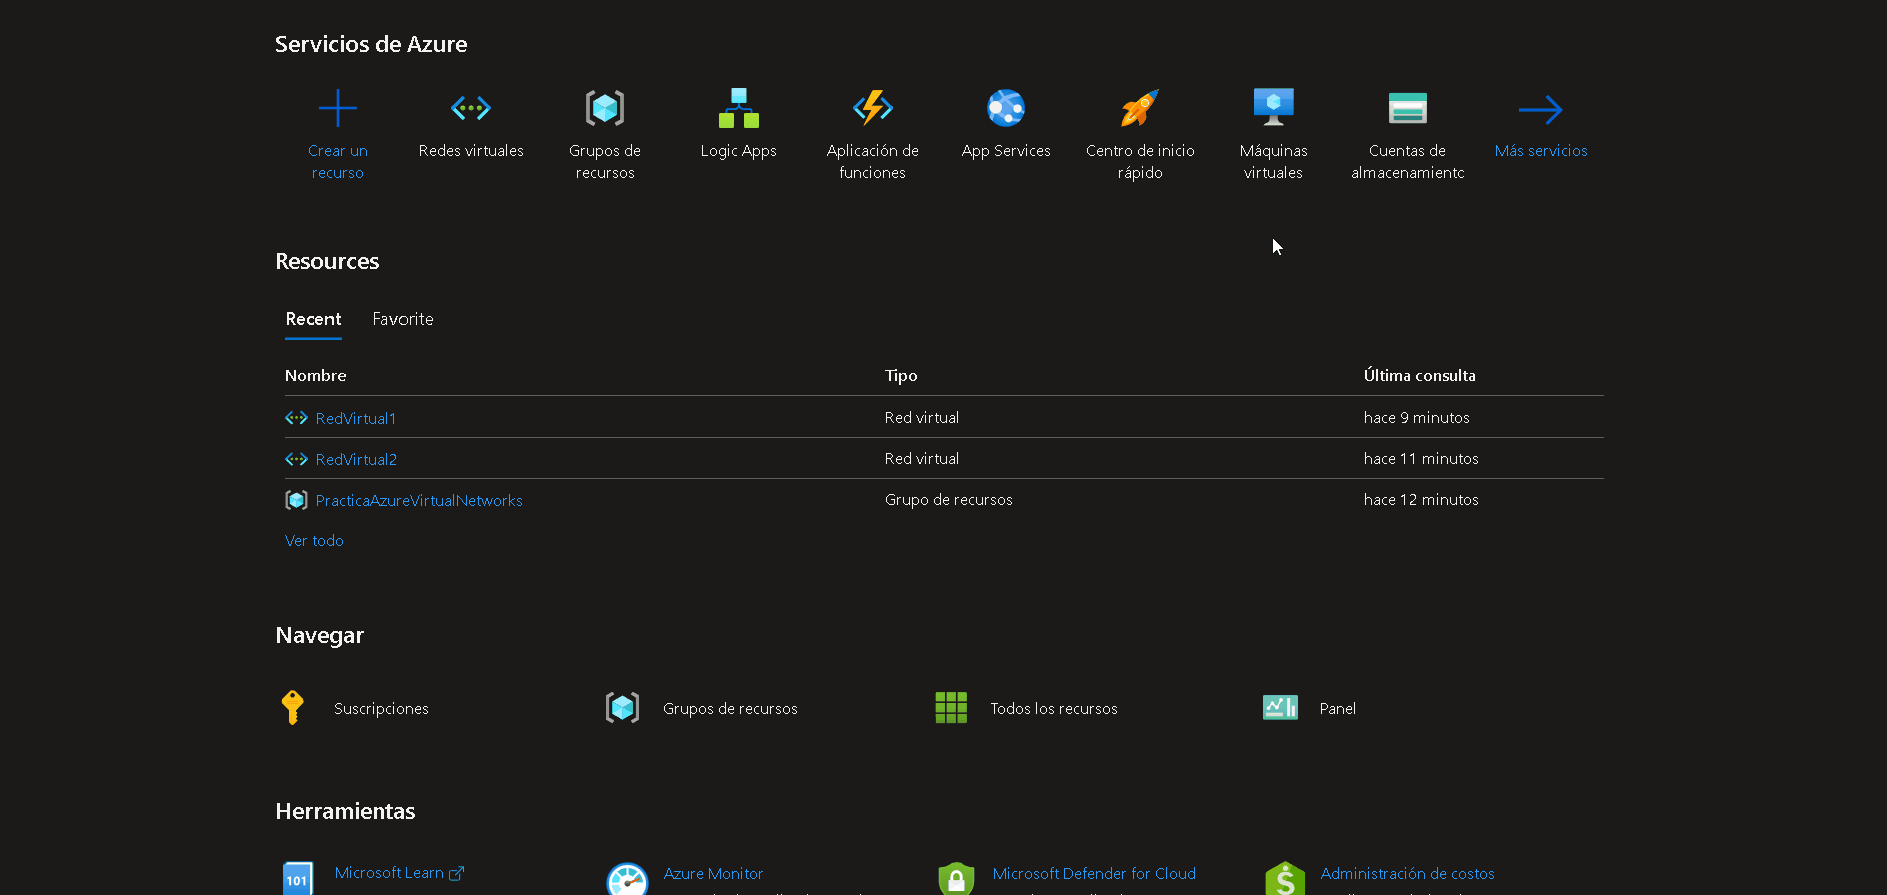 Servicios de Azure
Crear un recurso
Redes virtuales
Grupos de recursos
Logic Apps
Aplicación de funciones
App Services
Centro de inicio rápido
Máquinas virtuales
Cuentas de almacenamiento
Más servicios
Resources
Recent Favorite
Nombre Tipo Última consulta
RedVirtual1 Red virtual hace 9 minutos
RedVirtual2 Red virtual hace 11 minutos
PracticaAzureVirtualNetworks Grupo de recursos hace 12 minutos
Ver todo
Navegar
Suscripciones Grupos de recursos Todos los recursos Panel
Herramientas
101
Microsoft Learn Azure Monitor Microsoft Defender for Cloud Administración de costos